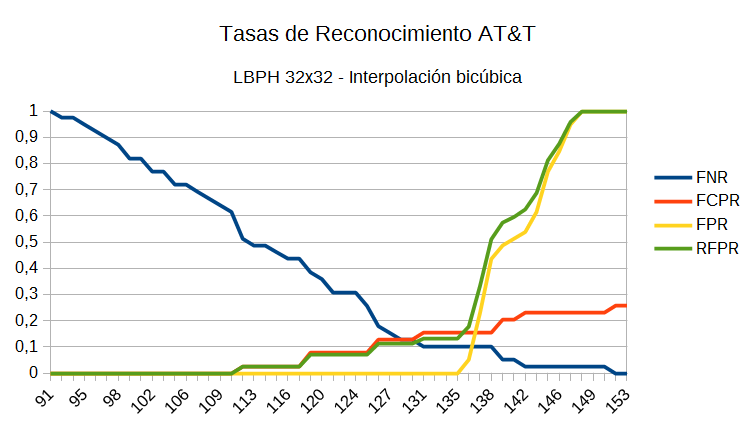 Tasas de Reconocimiento AT&T
LBPH 32x32 - Interpolación bicúbica
1
0,9
0,8
0,7
0,6
0,5
0,4
0,3
0,2
0,1
0
91 95 98 102 105 109 113 116 120 124 127 131 135 138 142 146 149 153
FNR
FCPR
FPR
RFPR